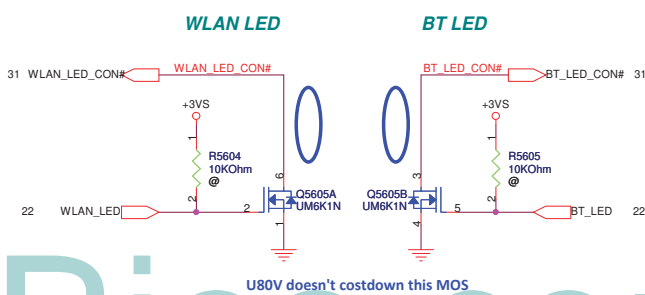 WLAN LED
BT LED
31 WLAN_LED_CON#
WLAN_LED_CON#
BT_LED_CON#
BT_LED_CON# 31
+3VS
+3VS
1
R5604
10KOhm
@
2
6
Q5605A
UM6K1N
2
1
3
Q5605B
UM6K1N
5
4
1
R5605
10KOhm
@
2
22 WLAN_LED
BT_LED 22
U80V doesn't costdown this MOS